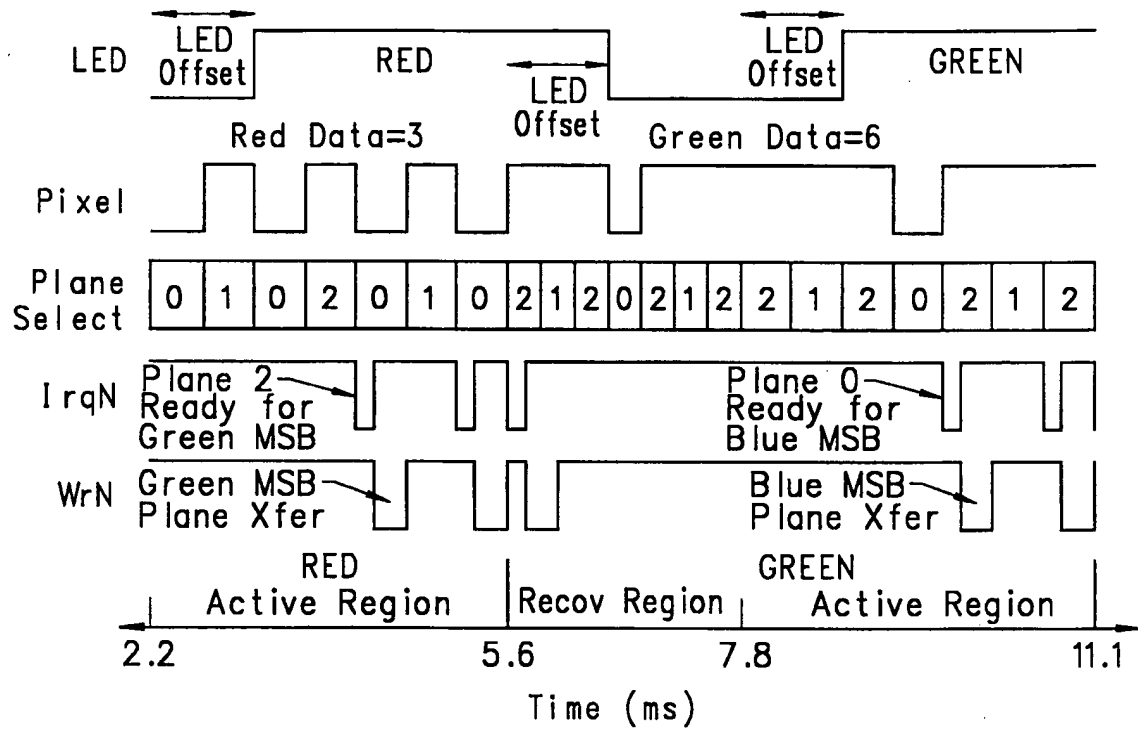 LED
LED Offset
RED
LED Offset
LED Offset
GREEN
Red Data=3
Green Data=6
Pixel
Plane Select
0 1 0 2 0 1 0 2 1 2 0 2 1 2 2 1 2 0 2 1 2
IrqN
Plane 2
Ready for
Green MSB
Plane 0
Ready for
Blue MSB
WrN
Green MSB
Plane Xfer
Blue MSB
Plane Xfer
RED
GREEN
Active Region
Recov Region
Active Region
2.2
5.6
7.8
11.1
Time (ms)